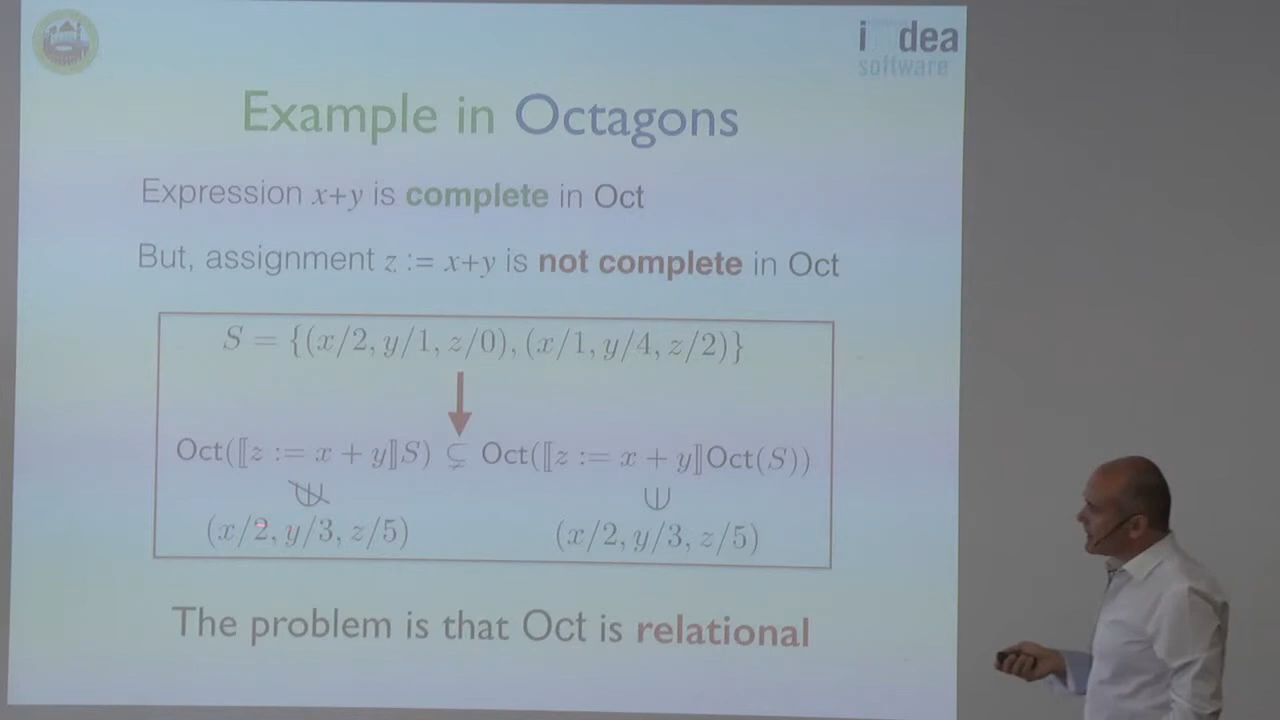 i dea
software
Example in Octagons
Expression x+y is complete in Oct
But, assignment z := x+y is not complete in Oct
S = {(x/2, y/1, z/0), (x/1, y/4, z/2)}
Oct(⟦z := x + y⟧S) ⊊ Oct(⟦z := x + y⟧Oct(S))
(x/2, y/3, z/5) (x/2, y/3, z/5)
The problem is that Oct is relational